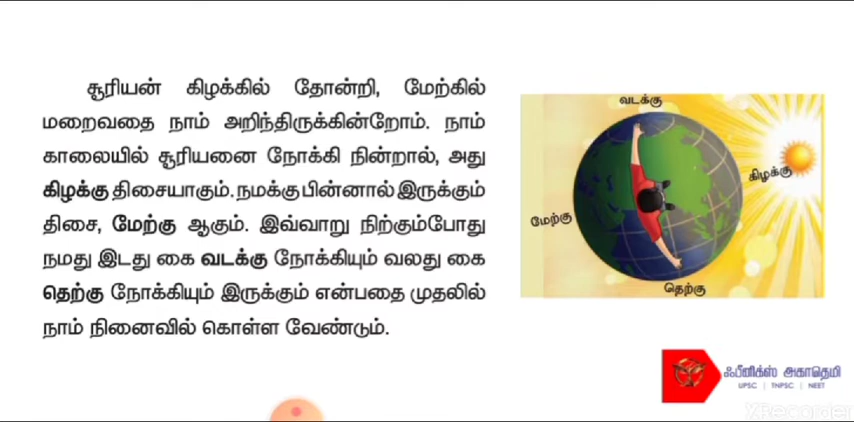 சூரியன் கிழக்கில் தோன்றி, மேற்கில்
மறைவதை நாம் அறிந்திருக்கின்றோம். நாம்
காலையில் சூரியனை நோக்கி நின்றால், அது
கிழக்கு திசையாகும். நமக்கு பின்னால் இருக்கும்
திசை, மேற்கு ஆகும். இவ்வாறு நிற்கும்போது
நமது இடது கை வடக்கு நோக்கியும் வலது கை
தெற்கு நோக்கியும் இருக்கும் என்பதை முதலில்
நாம் நினைவில் கொள்ள வேண்டும்.
வடக்கு
கிழக்கு
மேற்கு
தெற்கு
ஃபீனிக்ஸ் அகாதெமி
UPSC | TNPSC | NEET
XRecorder